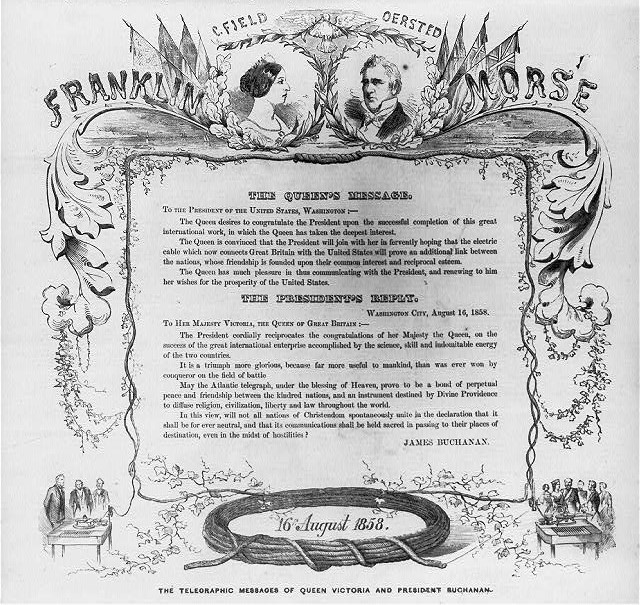 C. FIELD OERSTED
FRANKLIN MORSE
THE QUEEN'S MESSAGE.
TO THE PRESIDENT OF THE UNITED STATES, WASHINGTON :—
The Queen desires to congratulate the President upon the successful completion of this great
international work, in which the Queen has taken the deepest interest.
The Queen is convinced that the President will join with her in fervently hoping that the electric
cable which now connects Great Britain with the United States will prove an additional link between
the nations, whose friendship is founded upon their common interest and reciprocal esteem.
The Queen has much pleasure in thus communicating with the President, and renewing to him
her wishes for the prosperity of the United States.
THE PRESIDENT'S REPLY.
WASHINGTON CITY, August 16, 1858.
TO HER MAJESTY VICTORIA, THE QUEEN OF GREAT BRITAIN :—
The President cordially reciprocates the congratulations of her Majesty the Queen, on the
success of the great international enterprise accomplished by the science, skill and indomitable energy
of the two countries.
It is a triumph more glorious, because far more useful to mankind, than was ever won by
conqueror on the field of battle
May the Atlantic telegraph, under the blessing of Heaven, prove to be a bond of perpetual
peace and friendship between the kindred nations, and an instrument destined by Divine Providence
to diffuse religion, civilization, liberty and law throughout the world.
In this view, will not all nations of Christendom spontaneously unite in the declaration that it
shall be for ever neutral, and that its communications shall be held sacred in passing to their places of
destination, even in the midst of hostilities ?
JAMES BUCHANAN.
16 August 1858.
THE TELEGRAPHIC MESSAGES OF QUEEN VICTORIA AND PRESIDENT BUCHANAN.